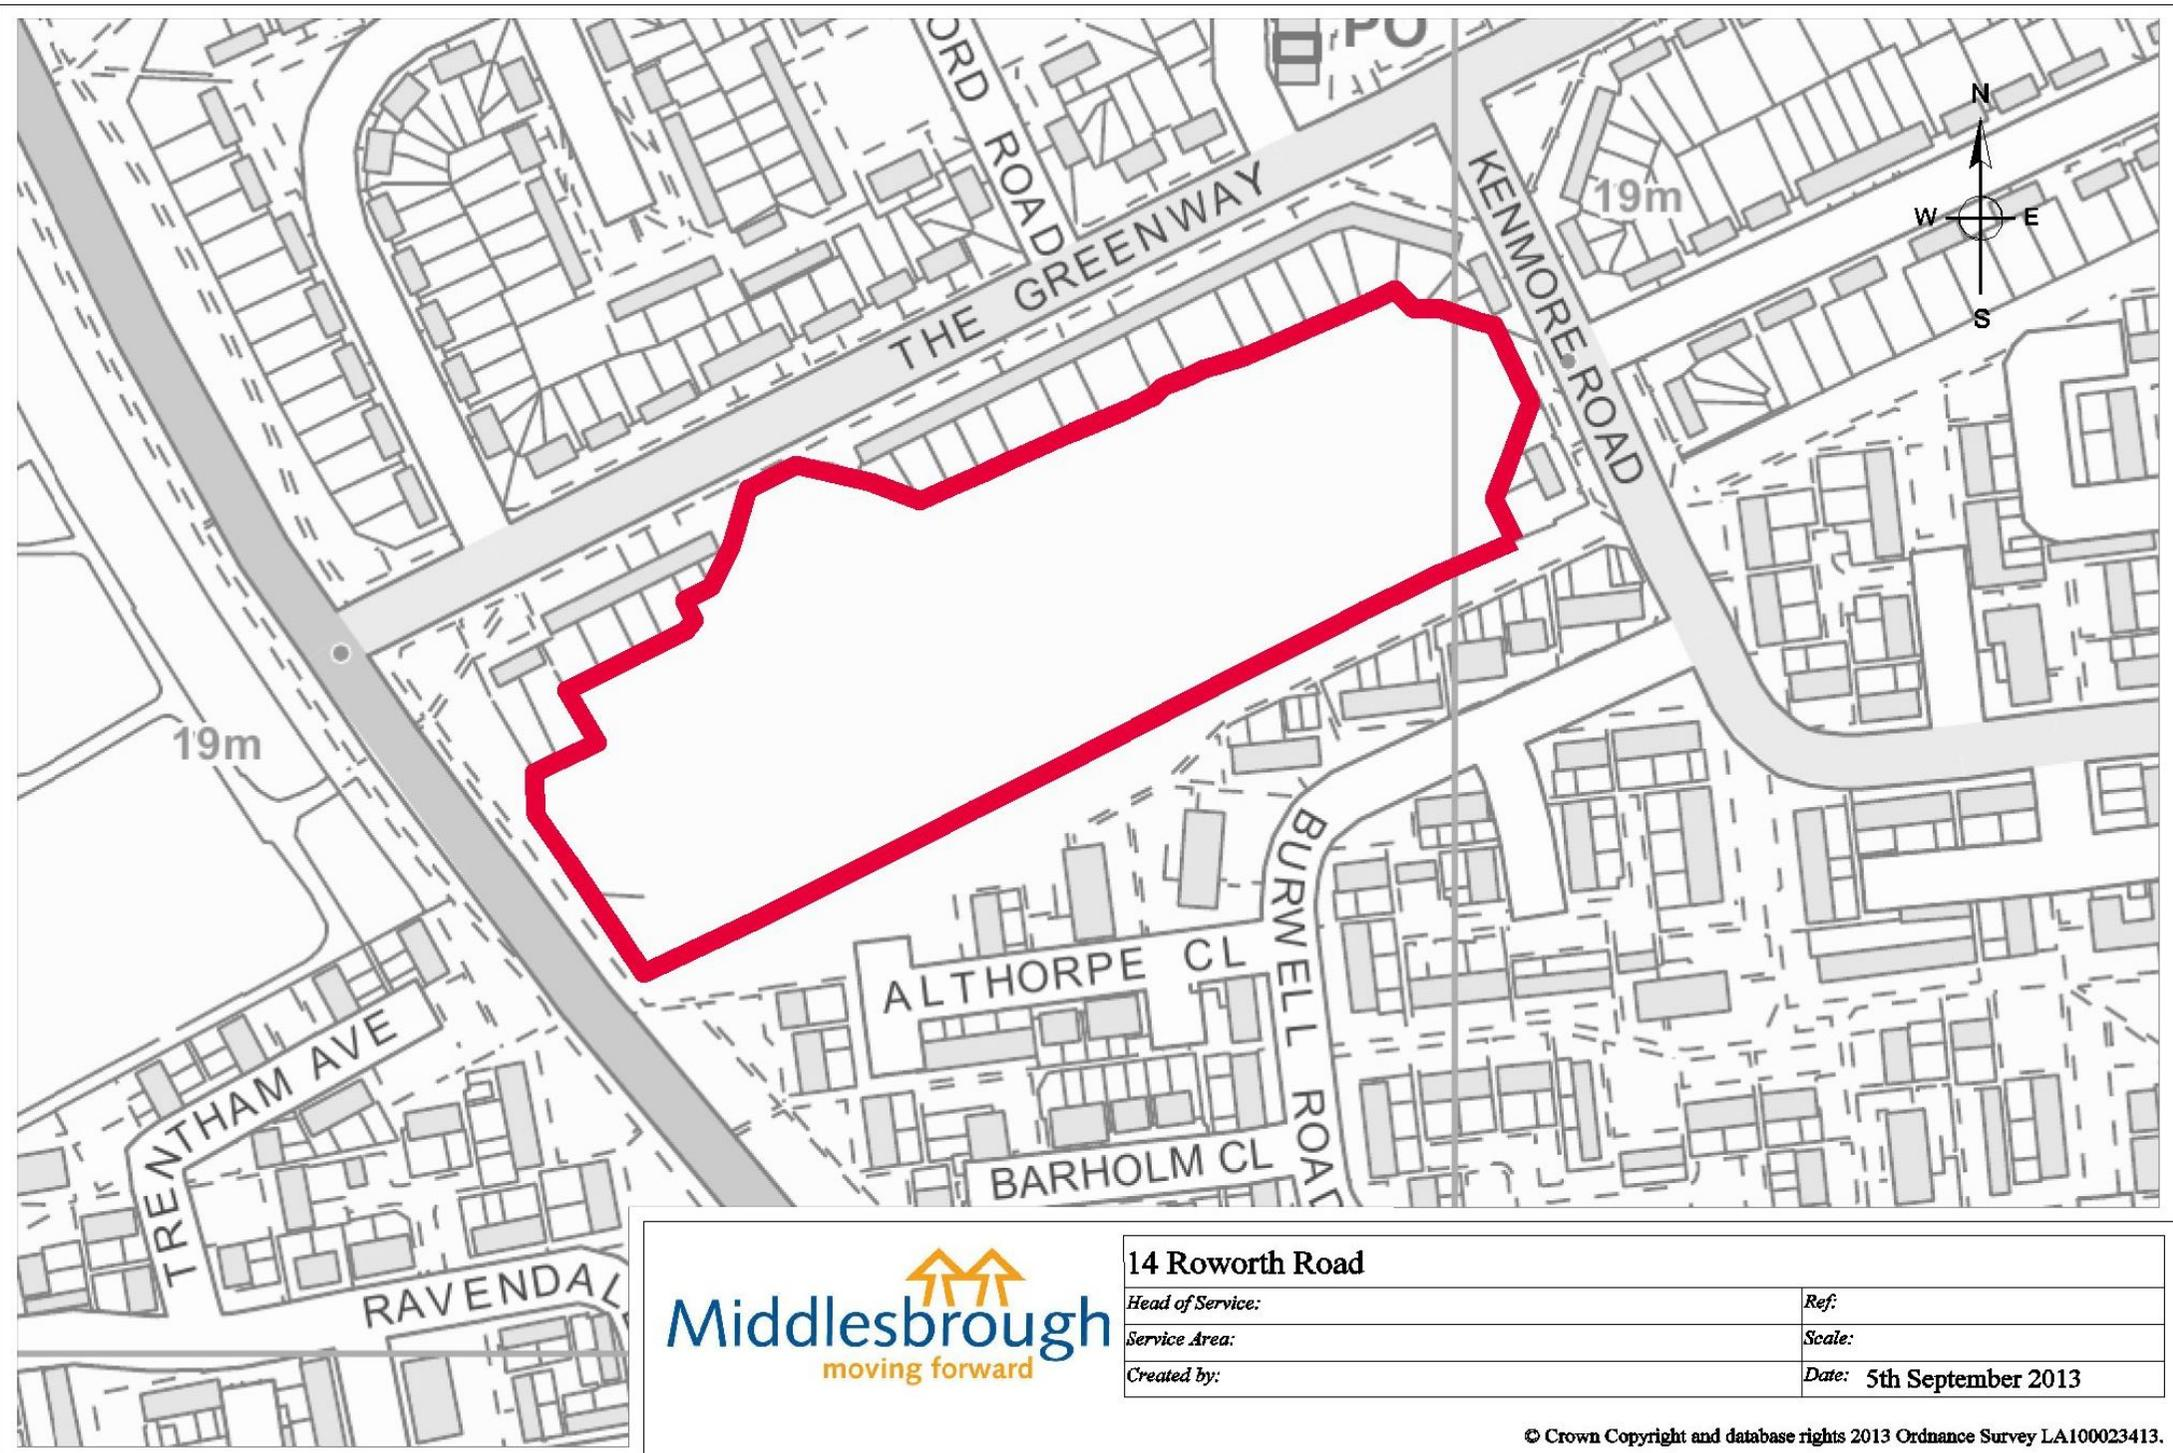 PO
ORD ROAD
N
W E
S
19m
THE GREENWAY
KENMORE ROAD
19m
BURWELL ROAD
ALTHORPE CL
BARHOLM CL
TRENTHAM AVE
RAVENDAL
Middlesbrough
moving forward
14 Roworth Road
Head of Service:
Ref:
Service Area:
Scale:
Created by:
Date: 5th September 2013
© Crown Copyright and database rights 2013 Ordnance Survey LA100023413.